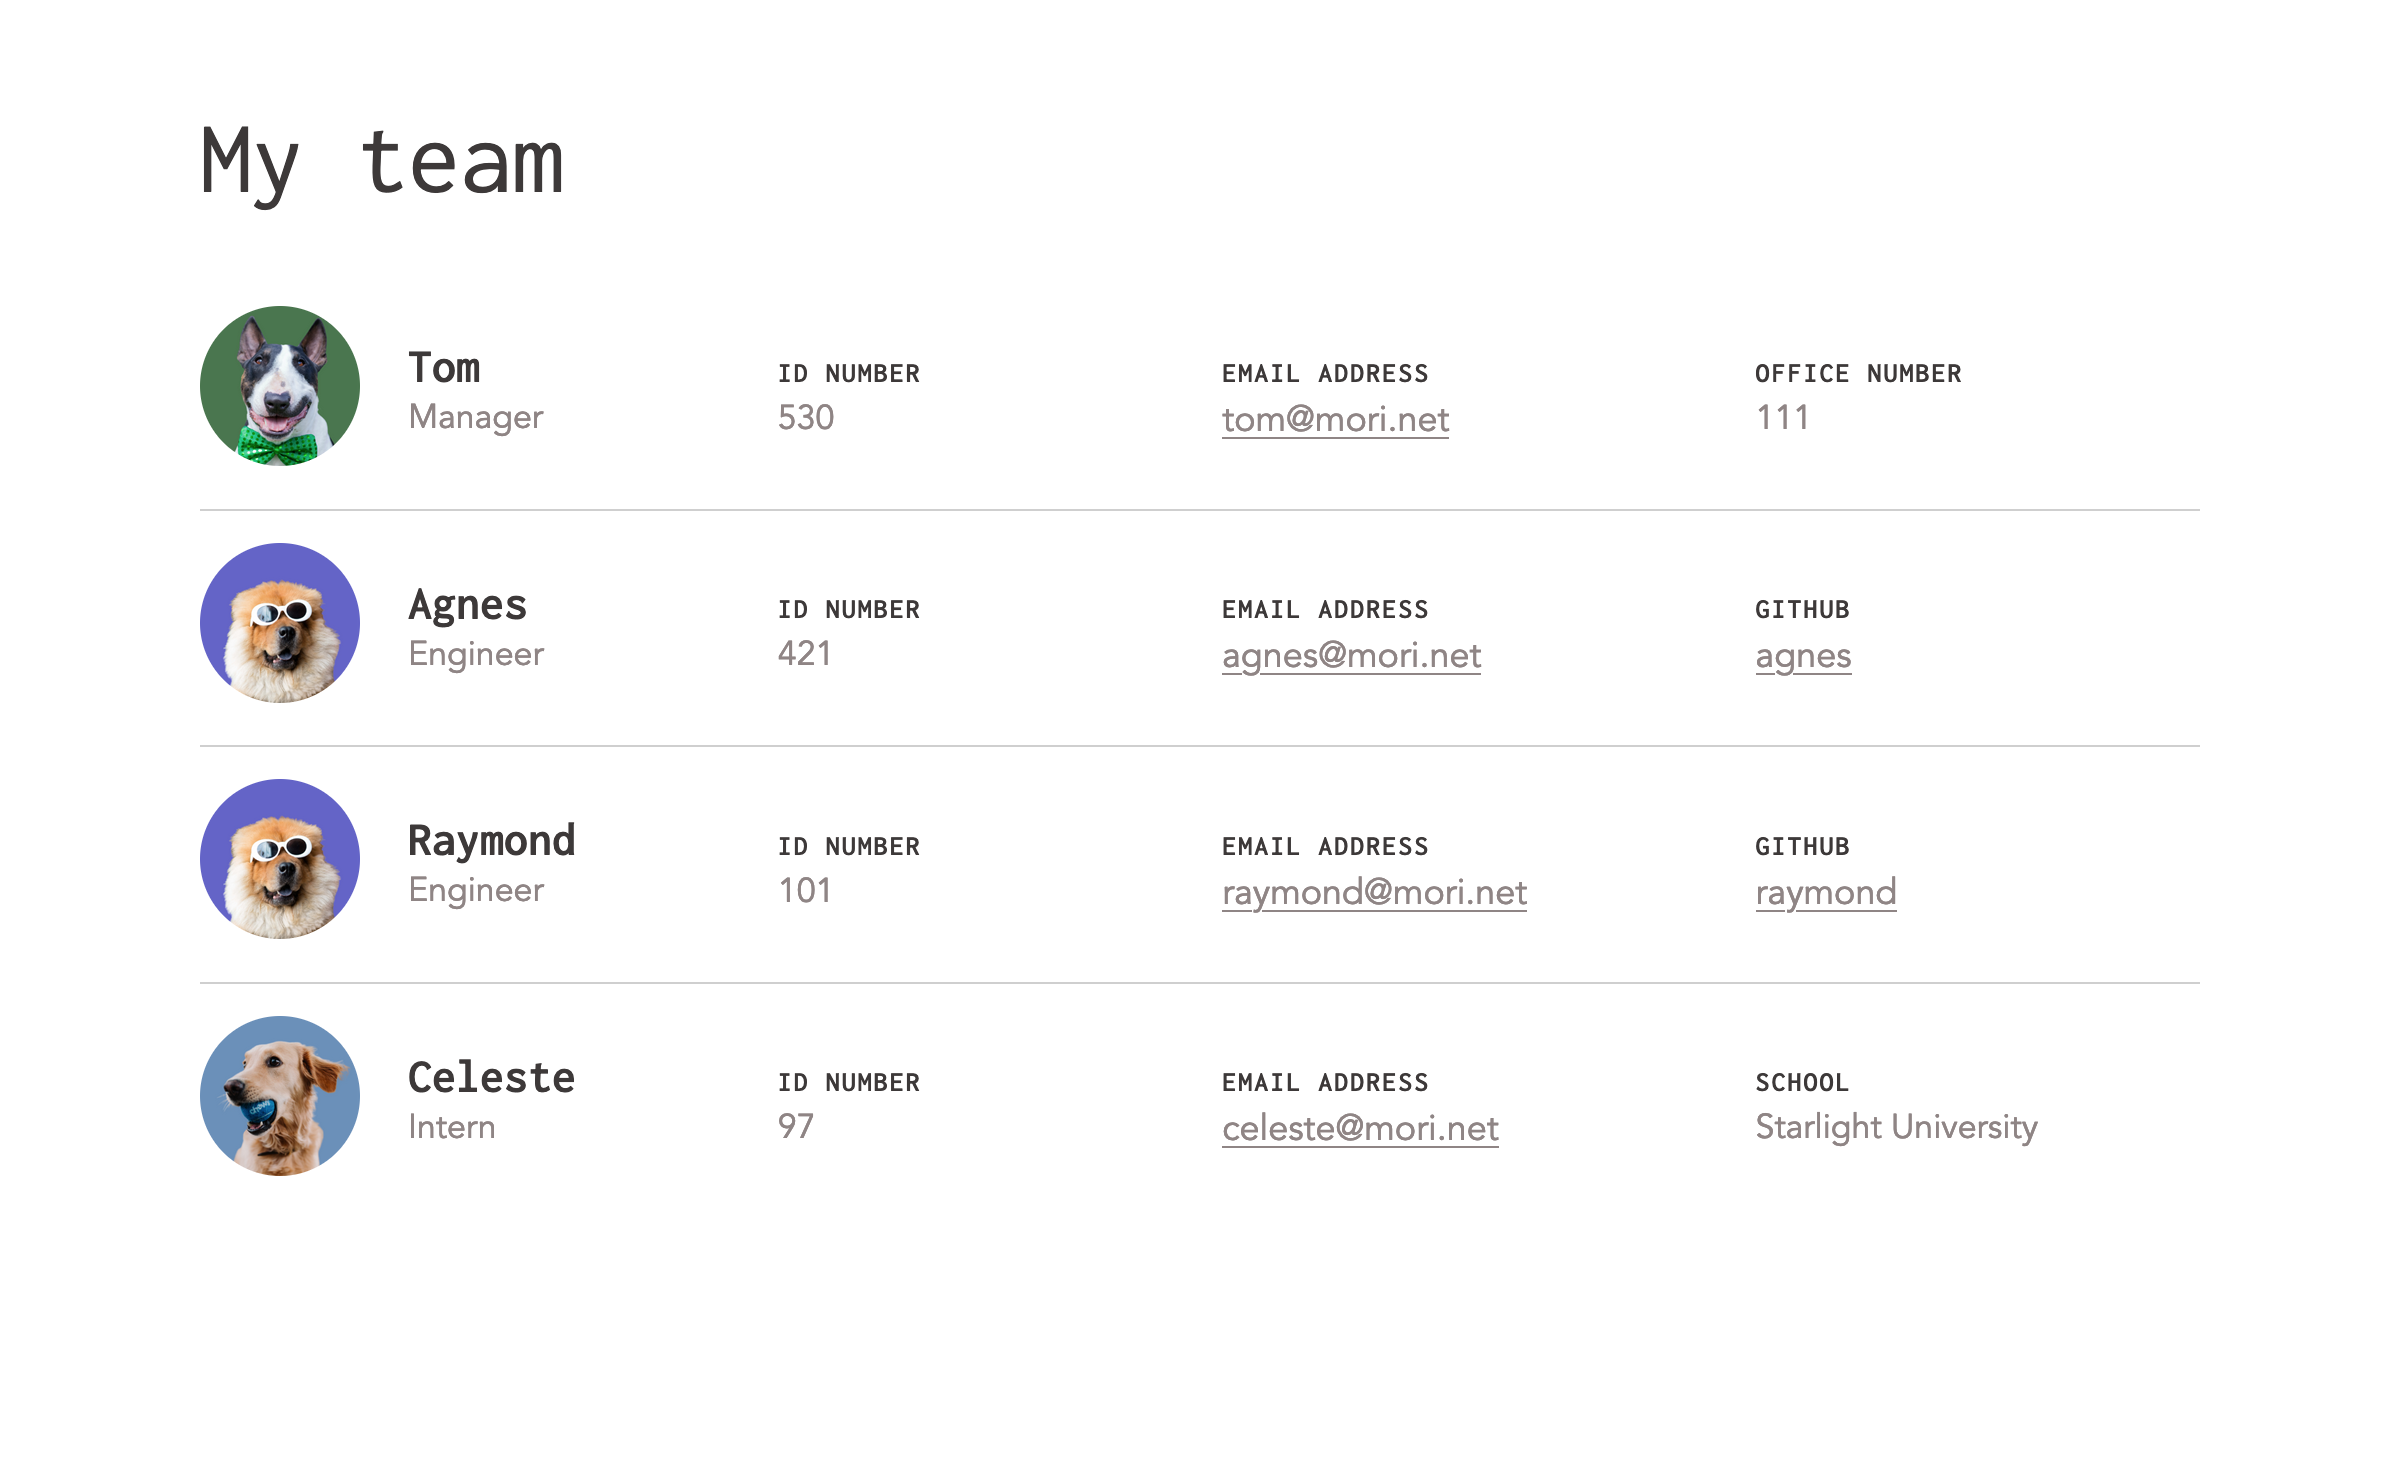 My team
Tom
Manager
ID NUMBER
530
EMAIL ADDRESS
tom@mori.net
OFFICE NUMBER
111
Agnes
Engineer
ID NUMBER
421
EMAIL ADDRESS
agnes@mori.net
GITHUB
agnes
Raymond
Engineer
ID NUMBER
101
EMAIL ADDRESS
raymond@mori.net
GITHUB
raymond
Celeste
Intern
ID NUMBER
97
EMAIL ADDRESS
celeste@mori.net
SCHOOL
Starlight University